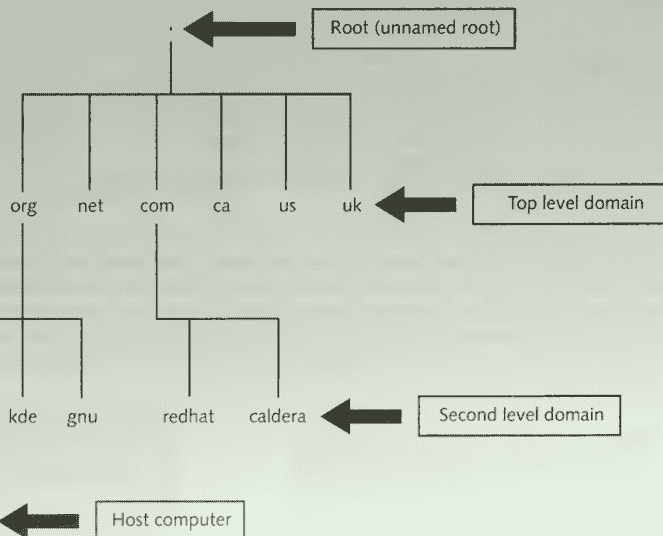 .
Root (unnamed root)
org net com ca us uk
Top level domain
kde gnu redhat caldera
Second level domain
Host computer